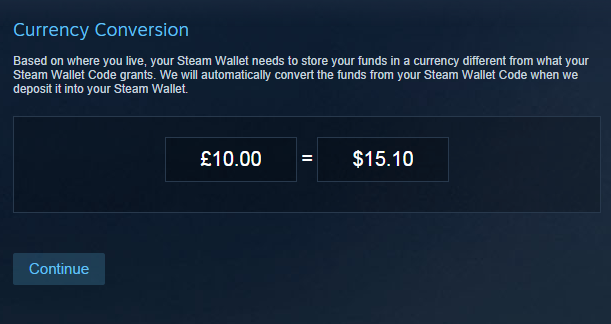 Currency Conversion
Based on where you live, your Steam Wallet needs to store your funds in a currency different from what your
Steam Wallet Code grants. We will automatically convert the funds from your Steam Wallet Code when we
deposit it into your Steam Wallet.
£10.00 = $15.10
Continue